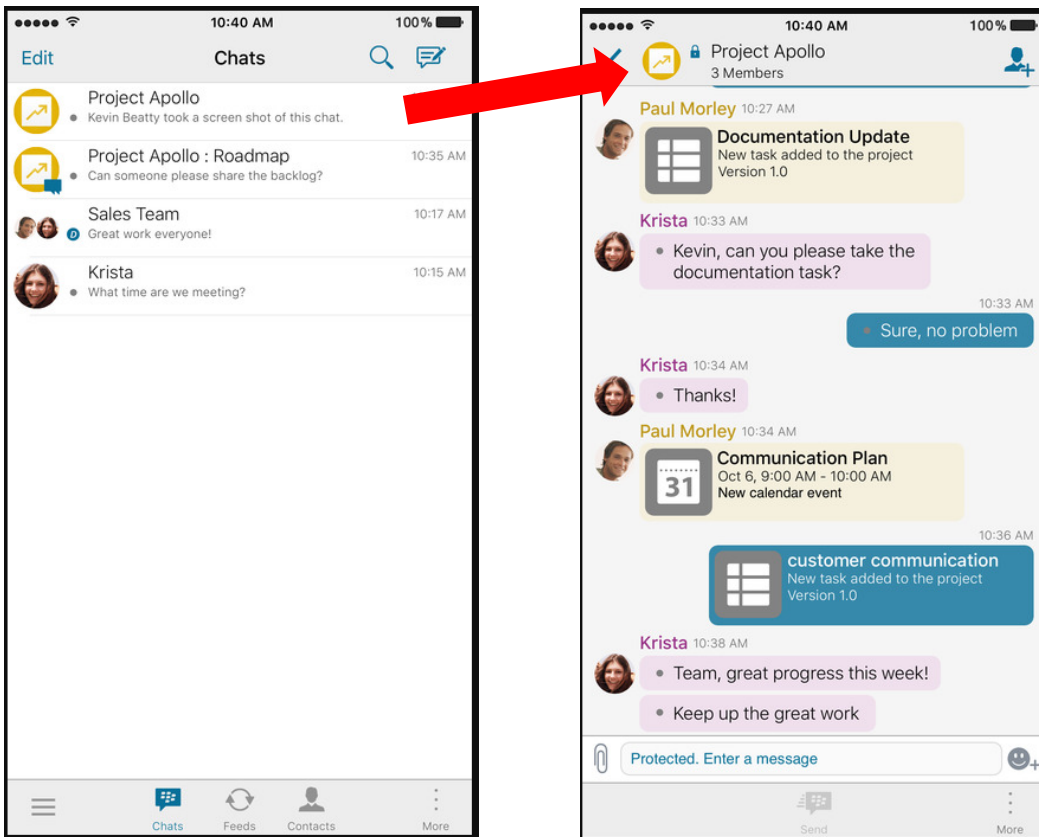 10:40 AM
100%
Edit
Chats
Project Apollo
Kevin Beatty took a screen shot of this chat.
Project Apollo : Roadmap
10:35 AM
Can someone please share the backlog?
Sales Team
10:17 AM
D
Great work everyone!
Krista
10:15 AM
What time are we meeting?
Chats
Feeds
Contacts
More
10:40 AM
100%
Project Apollo
3 Members
Paul Morley 10:27 AM
Documentation Update
New task added to the project
Version 1.0
Krista 10:33 AM
Kevin, can you please take the
documentation task?
10:33 AM
Sure, no problem
Krista 10:34 AM
Thanks!
Paul Morley 10:34 AM
Communication Plan
31
Oct 6, 9:00 AM - 10:00 AM
New calendar event
10:36 AM
customer communication
New task added to the project
Version 1.0
Krista 10:38 AM
Team, great progress this week!
Keep up the great work
Protected. Enter a message
Send
More